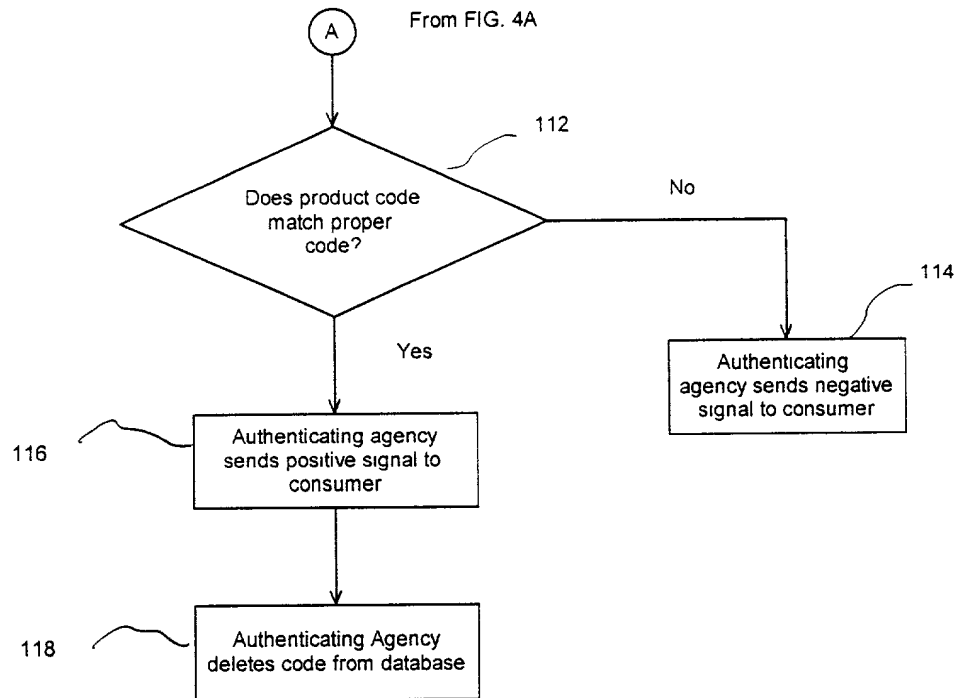 A
From FIG. 4A
112
Does product code
match proper
code?
No
114
Authenticating
agency sends negative
signal to consumer
Yes
116
Authenticating agency
sends positive signal to
consumer
118
Authenticating Agency
deletes code from database